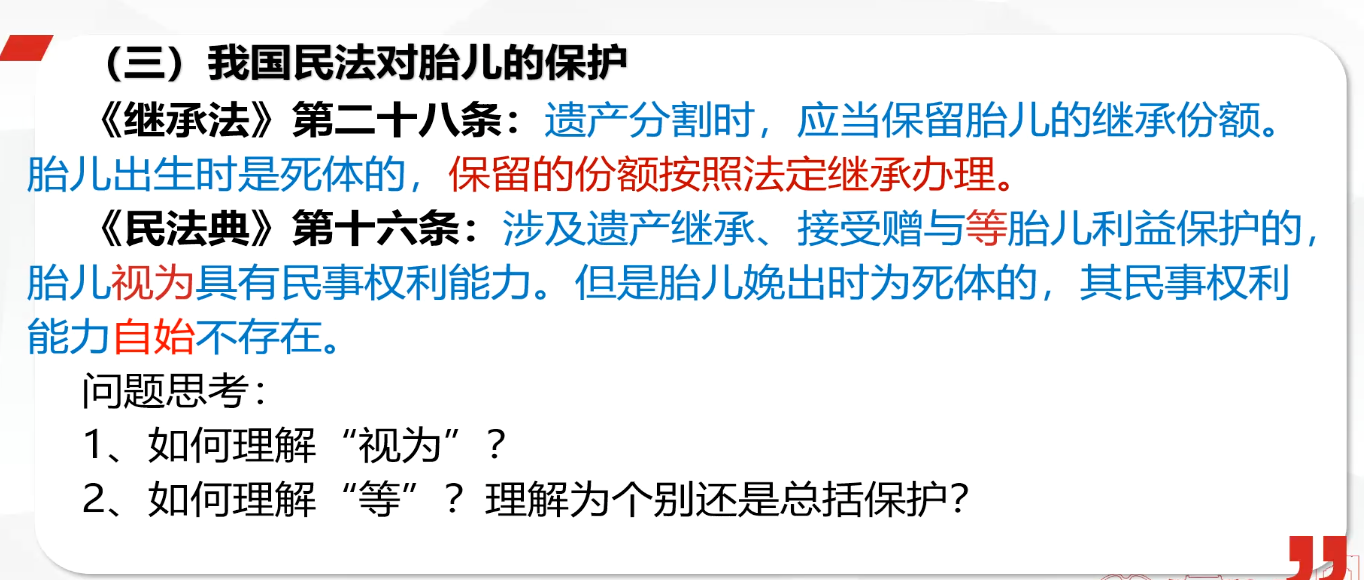 （三）我国民法对胎儿的保护
《继承法》第二十八条：遗产分割时，应当保留胎儿的继承份额。
胎儿出生时是死体的，保留的份额按照法定继承办理。
《民法典》第十六条：涉及遗产继承、接受赠与等胎儿利益保护的，
胎儿视为具有民事权利能力。但是胎儿娩出时为死体的，其民事权利
能力自始不存在。
问题思考：
1、如何理解“视为”？
2、如何理解“等”？理解为个别还是总括保护？